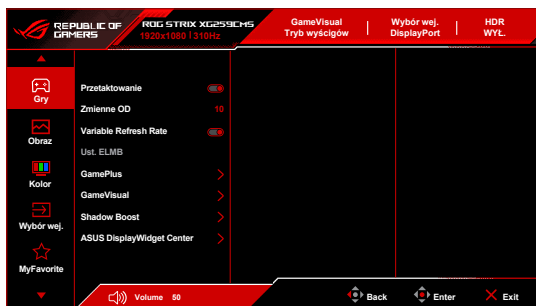 REPUBLIC OF GAMERS
ROG STRIX XG259CMS
1920x1080 | 310Hz
GameVisual
Tryb wyścigów
Wybór wej.
DisplayPort
HDR
WYŁ.
Gry
Obraz
Kolor
Wybór wej.
MyFavorite
Przetaktowanie
Zmienne OD 10
Variable Refresh Rate
Ust. ELMB
GamePlus
GameVisual
Shadow Boost
ASUS DisplayWidget Center
Volume 50
Back
Enter
Exit